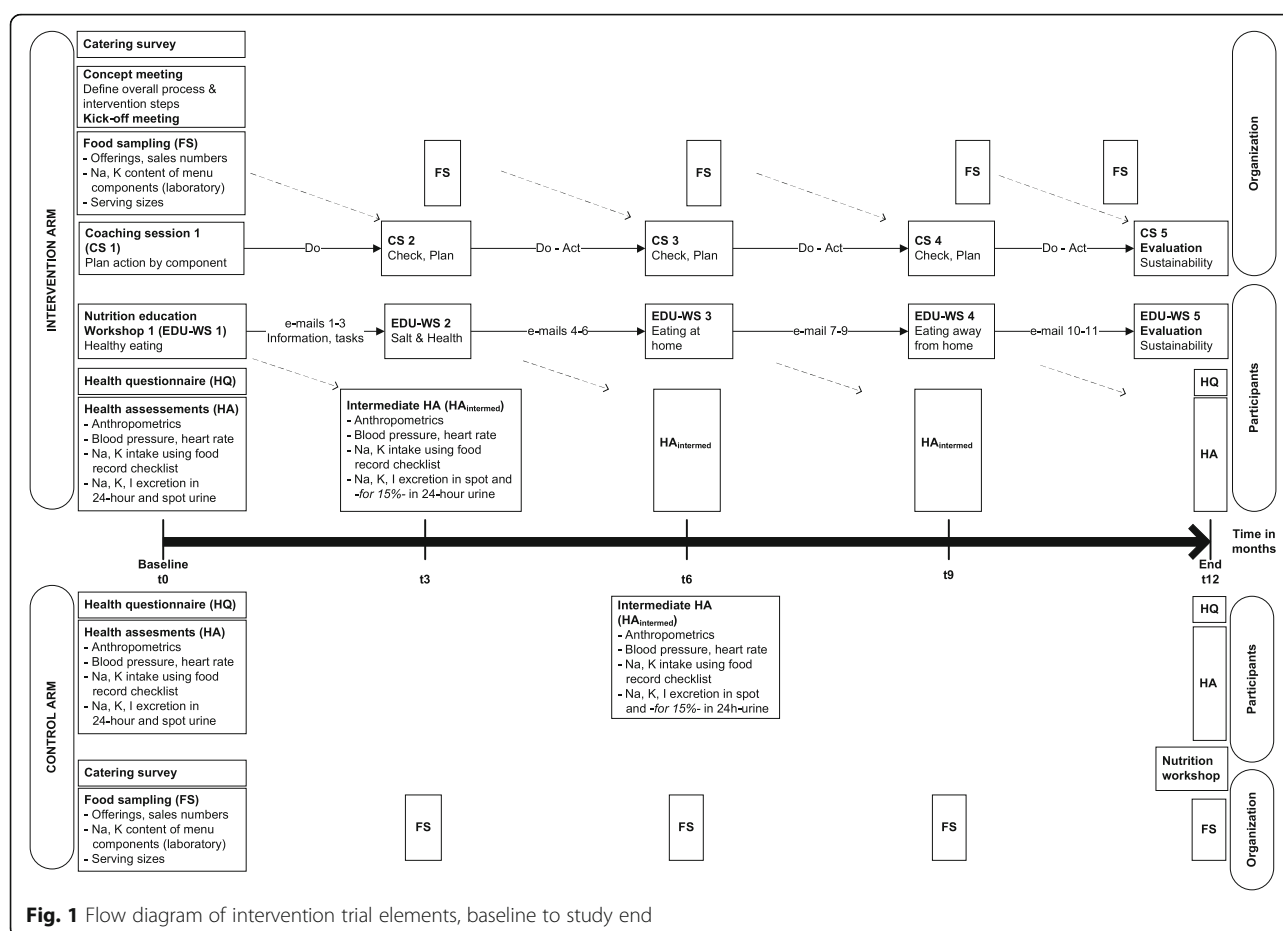 INTERVENTION ARM
Catering survey
Concept meeting
Define overall process &
intervention steps
Kick-off meeting
Food sampling (FS)
- Offerings, sales numbers
- Na, K content of menu
components (laboratory)
- Serving sizes
FS
FS
FS
FS
Organization
Coaching session 1
(CS 1)
Plan action by component
Do
CS 2
Check, Plan
Do - Act
CS 3
Check, Plan
Do - Act
CS 4
Check, Plan
Do - Act
CS 5
Evaluation
Sustainability
Nutrition education
Workshop 1 (EDU-WS 1)
Healthy eating
e-mails 1-3
Information, tasks
EDU-WS 2
Salt & Health
e-mails 4-6
EDU-WS 3
Eating at
home
e-mail 7-9
EDU-WS 4
Eating away
from home
e-mail 10-11
EDU-WS 5
Evaluation
Sustainability
Participants
Health questionnaire (HQ)
Health assessements (HA)
- Anthropometrics
- Blood pressure, heart rate
- Na, K intake using food
record checklist
- Na, K, I excretion in
24-hour and spot urine
Intermediate HA (HAintermed)
- Anthropometrics
- Blood pressure, heart rate
- Na, K intake using food
record checklist
- Na, K, I excretion in spot and
-for 15%- in 24-hour urine
HAintermed
HAintermed
HQ
HA
Baseline
t0
t3
t6
t9
End
t12
Time in
months
CONTROL ARM
Health questionnaire (HQ)
Health assesments (HA)
- Anthropometrics
- Blood pressure, heart rate
- Na, K intake using food
record checklist
- Na, K, I excretion in
24-hour and spot urine
Intermediate HA
(HAintermed)
- Anthropometrics
- Blood pressure, heart rate
- Na, K intake using food
record checklist
- Na, K, I excretion in spot
and -for 15%- in 24h-urine
HQ
HA
Participants
Nutrition
workshop
Catering survey
Food sampling (FS)
- Offerings, sales numbers
- Na, K content of menu
components (laboratory)
- Serving sizes
FS
FS
FS
FS
Organization
Fig. 1 Flow diagram of intervention trial elements, baseline to study end